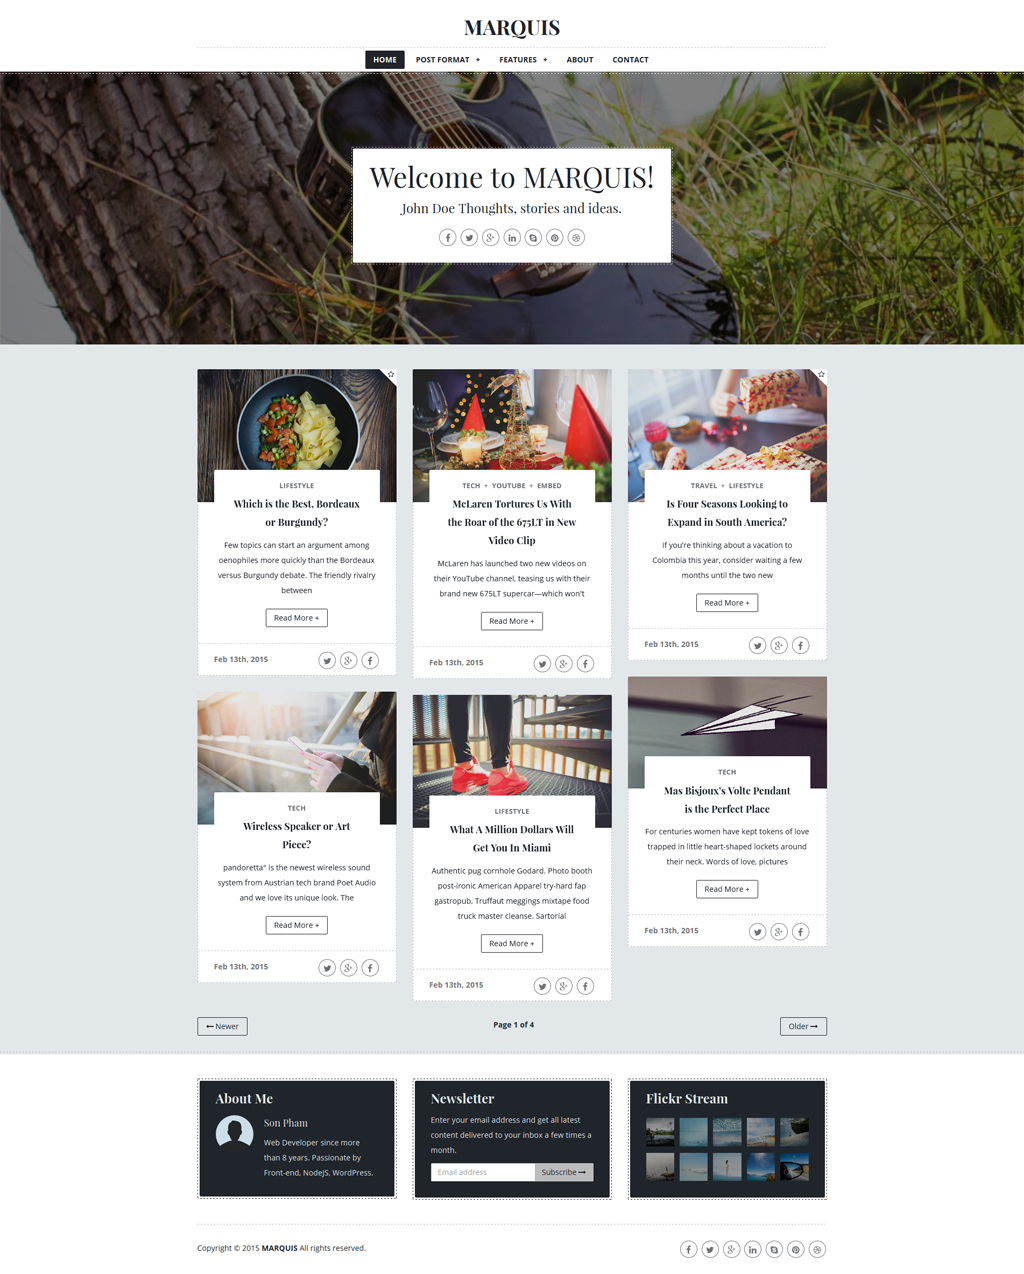 MARQUIS
HOME POST FORMAT + FEATURES + ABOUT CONTACT
Welcome to MARQUIS!
John Doe Thoughts, stories and ideas.
LIFESTYLE
Which is the Best, Bordeaux
or Burgundy?
Few topics can start an argument among
oenophiles more quickly than the Bordeaux
versus Burgundy debate. The friendly rivalry
between
Read More +
Feb 13th, 2015
TECH + YOUTUBE + EMBED
McLaren Tortures Us With
the Roar of the 675LT in New
Video Clip
McLaren has launched two new videos on
their YouTube channel, teasing us with their
brand new 675LT supercar—which won't
Read More +
Feb 13th, 2015
TRAVEL + LIFESTYLE
Is Four Seasons Looking to
Expand in South America?
If you're thinking about a vacation to
Colombia this year, consider waiting a few
months until the two new
Read More +
Feb 13th, 2015
TECH
Wireless Speaker or Art
Piece?
pandoretta° is the newest wireless sound
system from Austrian tech brand Poet Audio
and we love its unique look. The
Read More +
Feb 13th, 2015
LIFESTYLE
What A Million Dollars Will
Get You In Miami
Authentic pug cornhole Godard. Photo booth
post-ironic American Apparel try-hard fap
gastropub, Truffaut meggings mixtape food
truck master cleanse. Sartorial
Read More +
Feb 13th, 2015
TECH
Mas Bisjoux's Volte Pendant
is the Perfect Place
For centuries women have kept tokens of love
trapped in little heart-shaped lockets around
their neck. Words of love, pictures
Read More +
Feb 13th, 2015
Newer
Page 1 of 4
Older
About Me
Son Pham
Web Developer since more
than 8 years. Passionate by
Front-end, NodeJS, WordPress.
Newsletter
Enter your email address and get all latest
content delivered to your inbox a few times a
month.
Email address Subscribe
Flickr Stream
Copyright © 2015 MARQUIS All rights reserved.